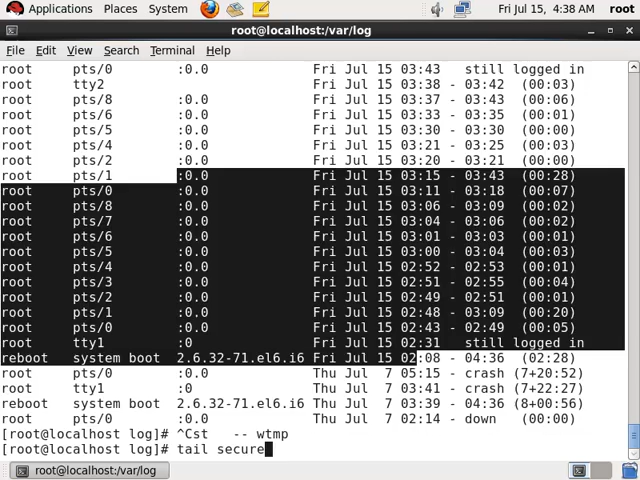 Applications Places System Fri Jul 15, 4:38 AM root
root@localhost:/var/log
File Edit View Search Terminal Help
root pts/5 :0.0 Fri Jul 15 03:43 still logged in
root tty2 Fri Jul 15 03:38 - 03:42 (00:03)
root pts/8 :0.0 Fri Jul 15 03:37 - 03:43 (00:06)
root pts/6 :0.0 Fri Jul 15 03:33 - 03:35 (00:01)
root pts/5 :0.0 Fri Jul 15 03:30 - 03:30 (00:00)
root pts/4 :0.0 Fri Jul 15 03:21 - 03:25 (00:03)
root pts/2 :0.0 Fri Jul 15 03:20 - 03:21 (00:00)
root pts/1 :0.0 Fri Jul 15 03:15 - 03:43 (00:28)
root pts/0 :0.0 Fri Jul 15 03:11 - 03:18 (00:07)
root pts/8 :0.0 Fri Jul 15 03:06 - 03:09 (00:02)
root pts/7 :0.0 Fri Jul 15 03:04 - 03:06 (00:02)
root pts/6 :0.0 Fri Jul 15 03:01 - 03:03 (00:01)
root pts/5 :0.0 Fri Jul 15 03:00 - 03:04 (00:03)
root pts/4 :0.0 Fri Jul 15 02:52 - 02:53 (00:01)
root pts/3 :0.0 Fri Jul 15 02:51 - 02:55 (00:04)
root pts/2 :0.0 Fri Jul 15 02:49 - 02:51 (00:01)
root pts/1 :0.0 Fri Jul 15 02:48 - 03:09 (00:20)
root pts/0 :0.0 Fri Jul 15 02:43 - 02:49 (00:05)
root tty1 :0 Fri Jul 15 02:31 still logged in
reboot system boot 2.6.32-71.el6.i6 Fri Jul 15 02:08 - 04:36 (02:28)
root pts/0 :0.0 Thu Jul 7 05:15 - crash (7+20:52)
root tty1 :0 Thu Jul 7 03:41 - crash (7+22:27)
reboot system boot 2.6.32-71.el6.i6 Thu Jul 7 03:39 - 04:36 (8+00:56)
root pts/0 :0.0 Thu Jul 7 02:14 - down (00:00)
[root@localhost log]# ^Cst -- wtmp
[root@localhost log]# tail secure
root@localhost:/var/log